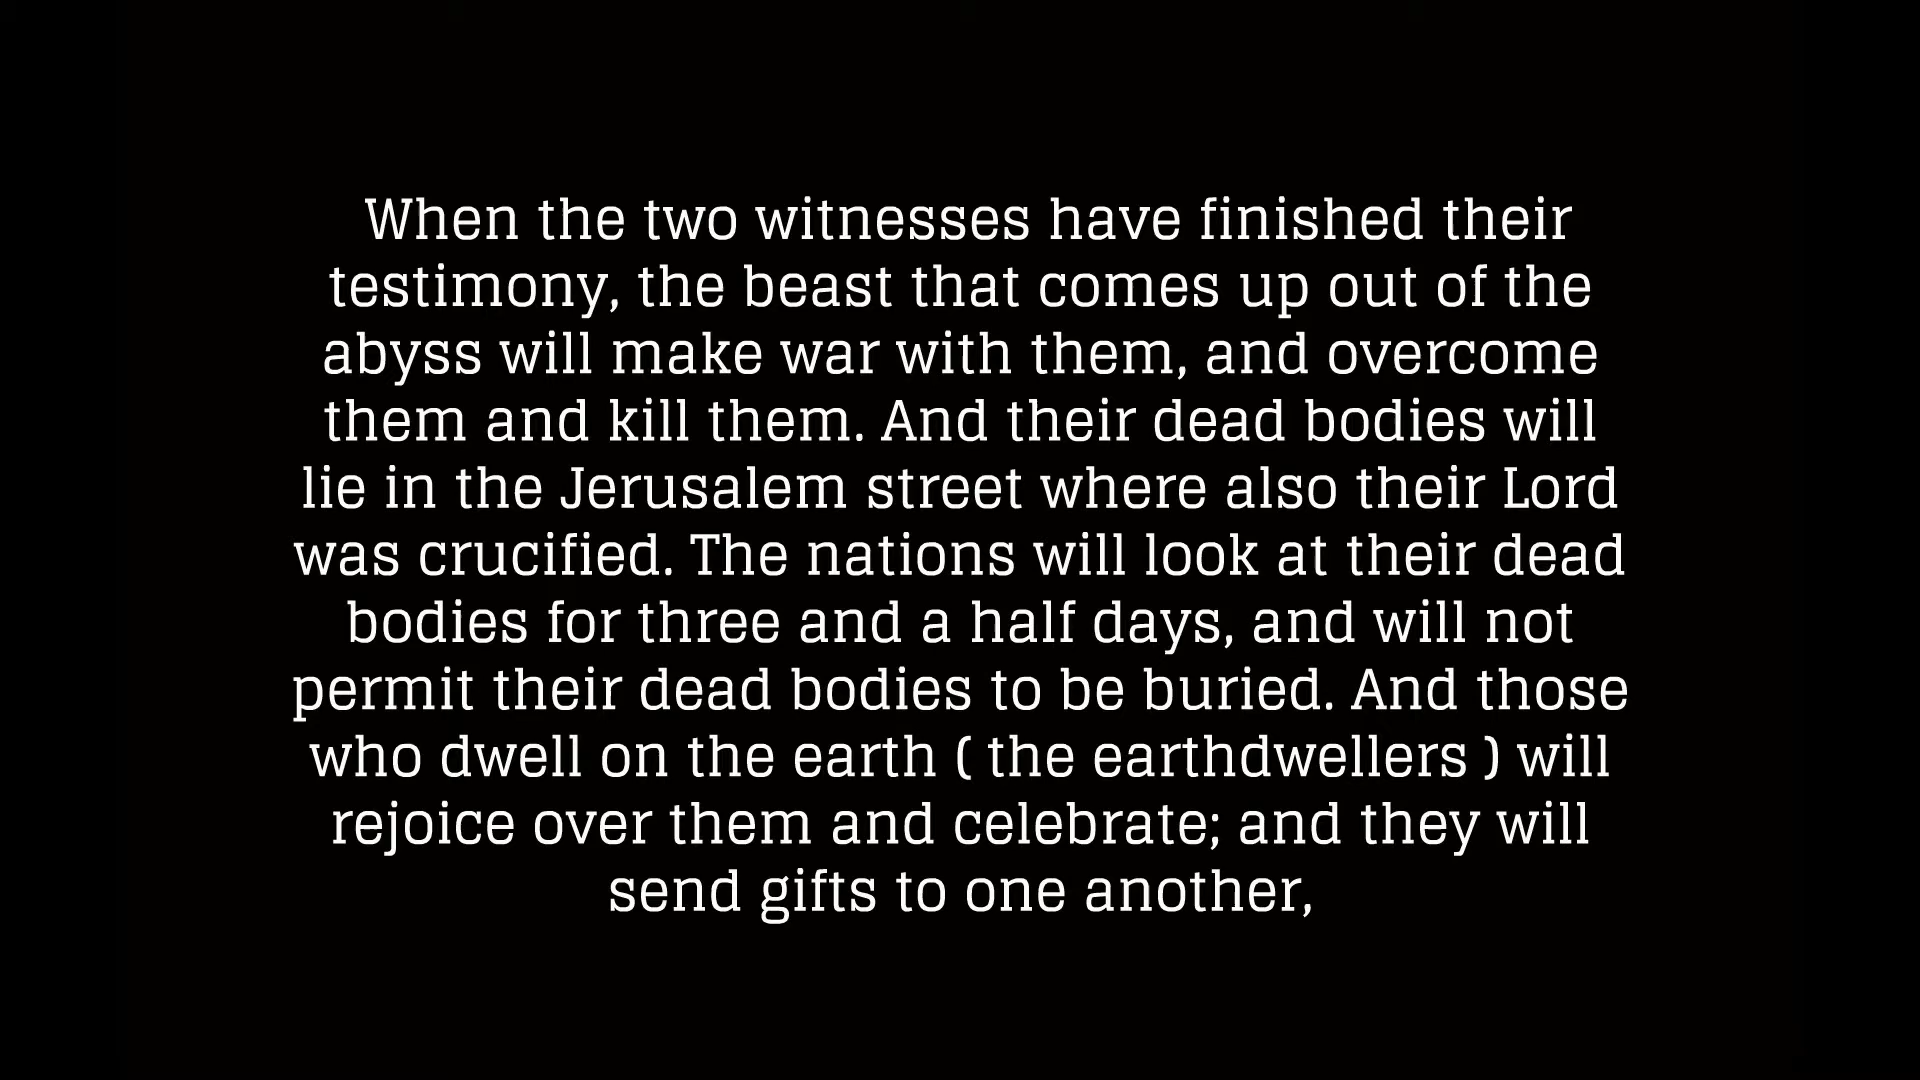 When the two witnesses have finished their
testimony, the beast that comes up out of the
abyss will make war with them, and overcome
them and kill them. And their dead bodies will
lie in the Jerusalem street where also their Lord
was crucified. The nations will look at their dead
bodies for three and a half days, and will not
permit their dead bodies to be buried. And those
who dwell on the earth ( the earthdwellers ) will
rejoice over them and celebrate; and they will
send gifts to one another,